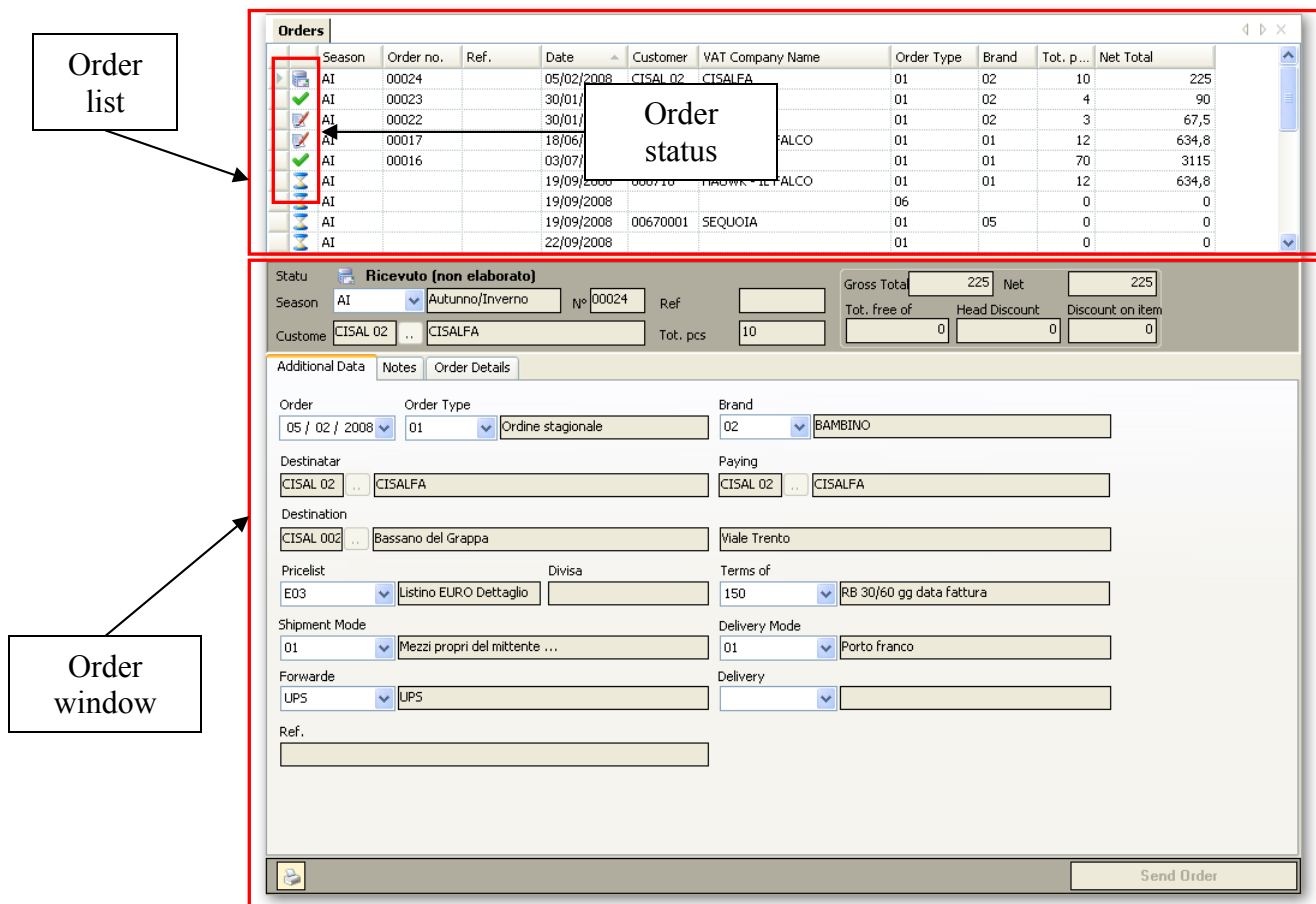 Order
list
Order
status
Order
window
Orders
Season Order no. Ref. Date Customer VAT Company Name Order Type Brand Tot. p... Net Total
AI 00024 05/02/2008 CISAL 02 CISALFA 01 02 10 225
AI 00023 30/01/ 01 02 4 90
AI 00022 30/01/ 01 02 3 67,5
AI 00017 18/06/ FALCO 01 01 12 634,8
AI 00016 03/07/ 01 01 70 3115
AI 19/09/2008 000710 HAUWK - IL FALCO 01 01 12 634,8
AI 19/09/2008 06 0 0
AI 19/09/2008 00670001 SEQUOIA 01 05 0 0
AI 22/09/2008 01 0 0
Statu Ricevuto (non elaborato)
Gross Total 225 Net 225
Season AI Autunno/Inverno N° 00024 Ref
Tot. free of Head Discount Discount on item
0 0 0
Custome CISAL 02 .. CISALFA Tot. pcs 10
Additional Data Notes Order Details
Order Order Type Brand
05 / 02 / 2008 01 Ordine stagionale 02 BAMBINO
Destinatar Paying
CISAL 02 .. CISALFA CISAL 02 .. CISALFA
Destination
CISAL 002 .. Bassano del Grappa Viale Trento
Pricelist Divisa Terms of
E03 Listino EURO Dettaglio 150 RB 30/60 gg data fattura
Shipment Mode Delivery Mode
01 Mezzi propri del mittente ... 01 Porto franco
Forwarde Delivery
UPS UPS
Ref.
Send Order